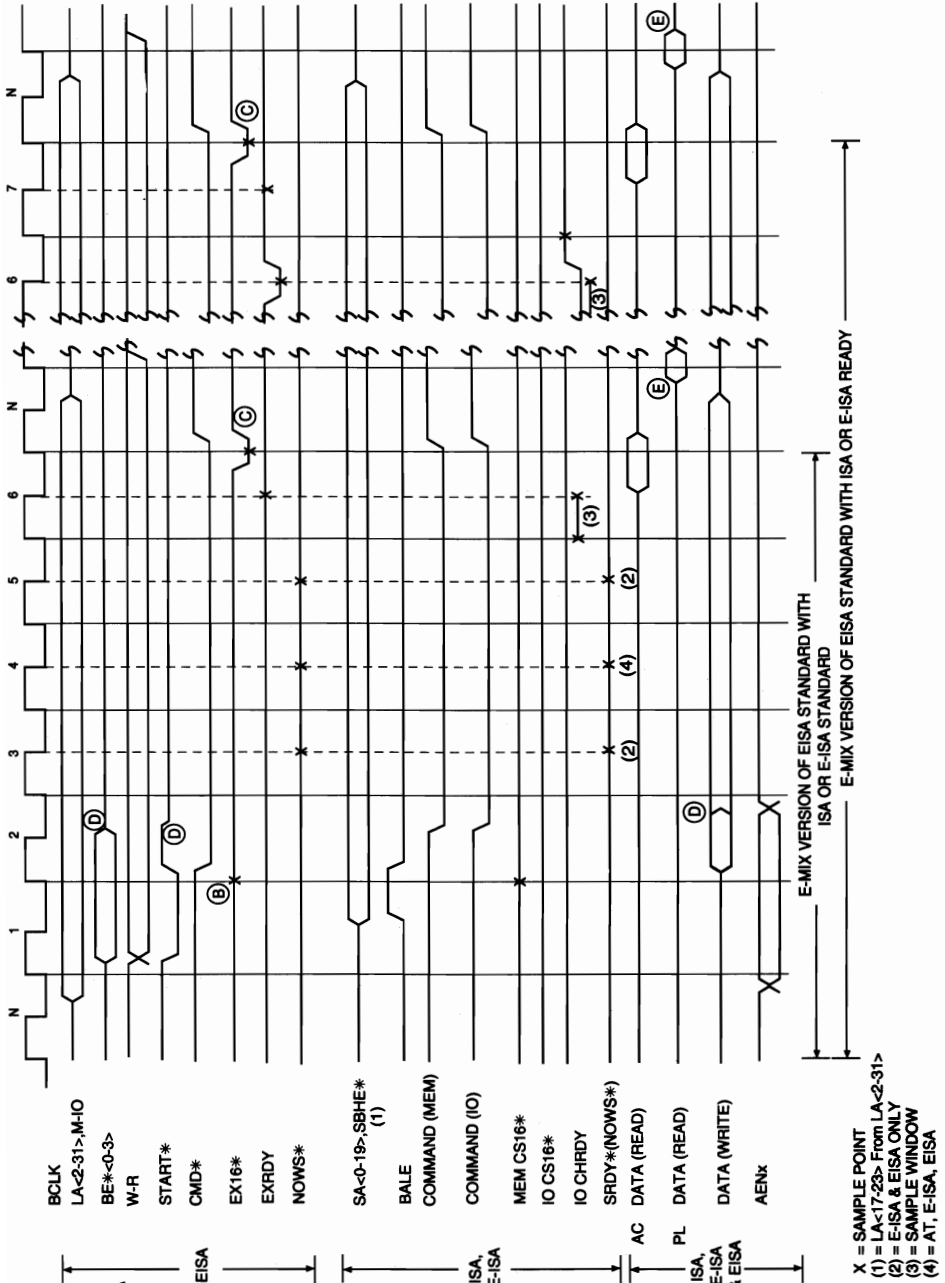 N 1 2 3 4 5 6 N 6 7 N
BCLK
LA<2-31>,M-IO
BE*<0-3>
W-R
START*
CMD*
EX16*
EXRDY
NOWS*
EISA
D
D
B
C
C
SA<0-19>,SBHE*
(1)
BALE
COMMAND (MEM)
COMMAND (IO)
MEM CS16*
IO CS16*
IO CHRDY
SRDY*(NOWS*)
ISA,
E-ISA
(2) (4) (2) (3) (3)
AC DATA (READ)
PL DATA (READ)
DATA (WRITE)
AENx
ISA,
E-ISA
& EISA
D
E
E
E-MIX VERSION OF EISA STANDARD WITH
ISA OR E-ISA STANDARD
E-MIX VERSION OF EISA STANDARD WITH ISA OR E-ISA READY
X = SAMPLE POINT
(1) = LA<17-23> From LA<2-31>
(2) = E-ISA & EISA ONLY
(3) = SAMPLE WINDOW
(4) = AT, E-ISA, EISA